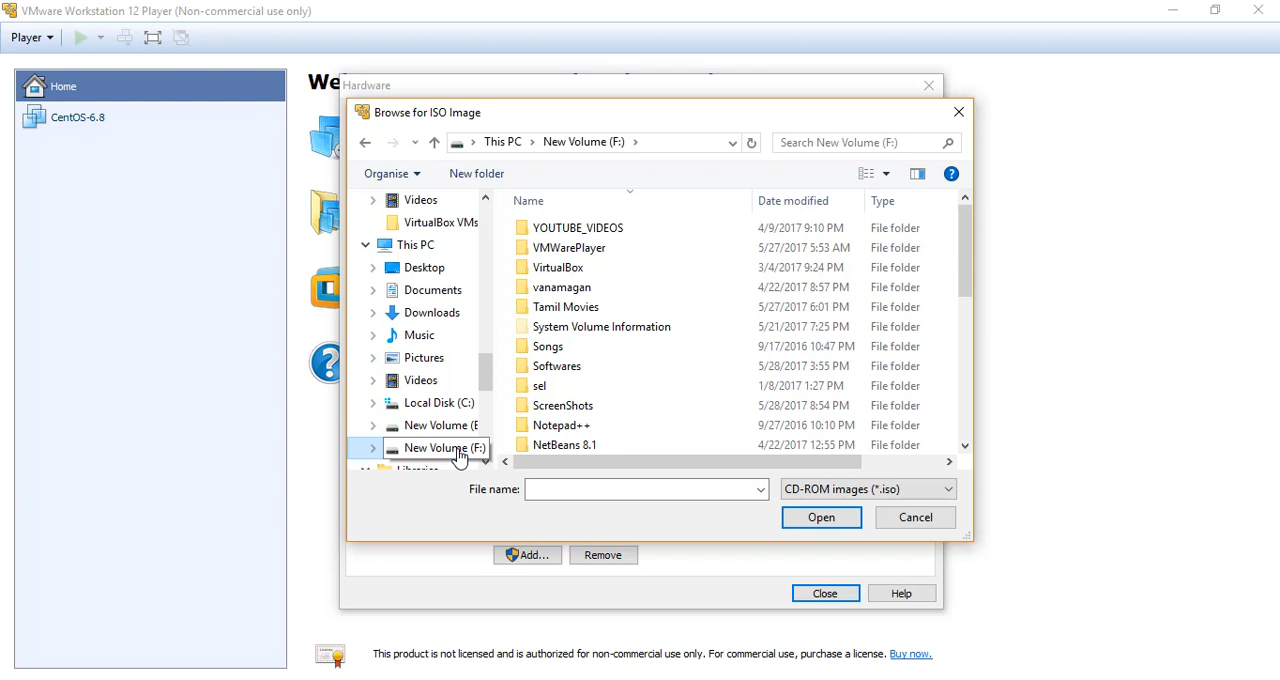 VMware Workstation 12 Player (Non-commercial use only)
Player
Home
CentOS-6.8
We
Hardware
Browse for ISO Image
This PC > New Volume (F:) >
Search New Volume (F:)
Organise
New folder
Name
Date modified
Type
Videos
VirtualBox VMs
This PC
Desktop
Documents
Downloads
Music
Pictures
Videos
Local Disk (C:)
New Volume (E
New Volume (F:)
Libraries
YOUTUBE_VIDEOS 4/9/2017 9:10 PM File folder
VMWarePlayer 5/27/2017 5:53 AM File folder
VirtualBox 3/4/2017 9:24 PM File folder
vanamagan 4/22/2017 8:57 PM File folder
Tamil Movies 5/27/2017 6:01 PM File folder
System Volume Information 5/21/2017 7:25 PM File folder
Songs 9/17/2016 10:47 PM File folder
Softwares 5/28/2017 3:55 PM File folder
sel 1/8/2017 1:27 PM File folder
ScreenShots 5/28/2017 8:54 PM File folder
Notepad++ 9/27/2016 10:10 PM File folder
NetBeans 8.1 4/22/2017 12:55 PM File folder
File name:
CD-ROM images (*.iso)
Open
Cancel
Add...
Remove
Close
Help
This product is not licensed and is authorized for non-commercial use only. For commercial use, purchase a license. Buy now.